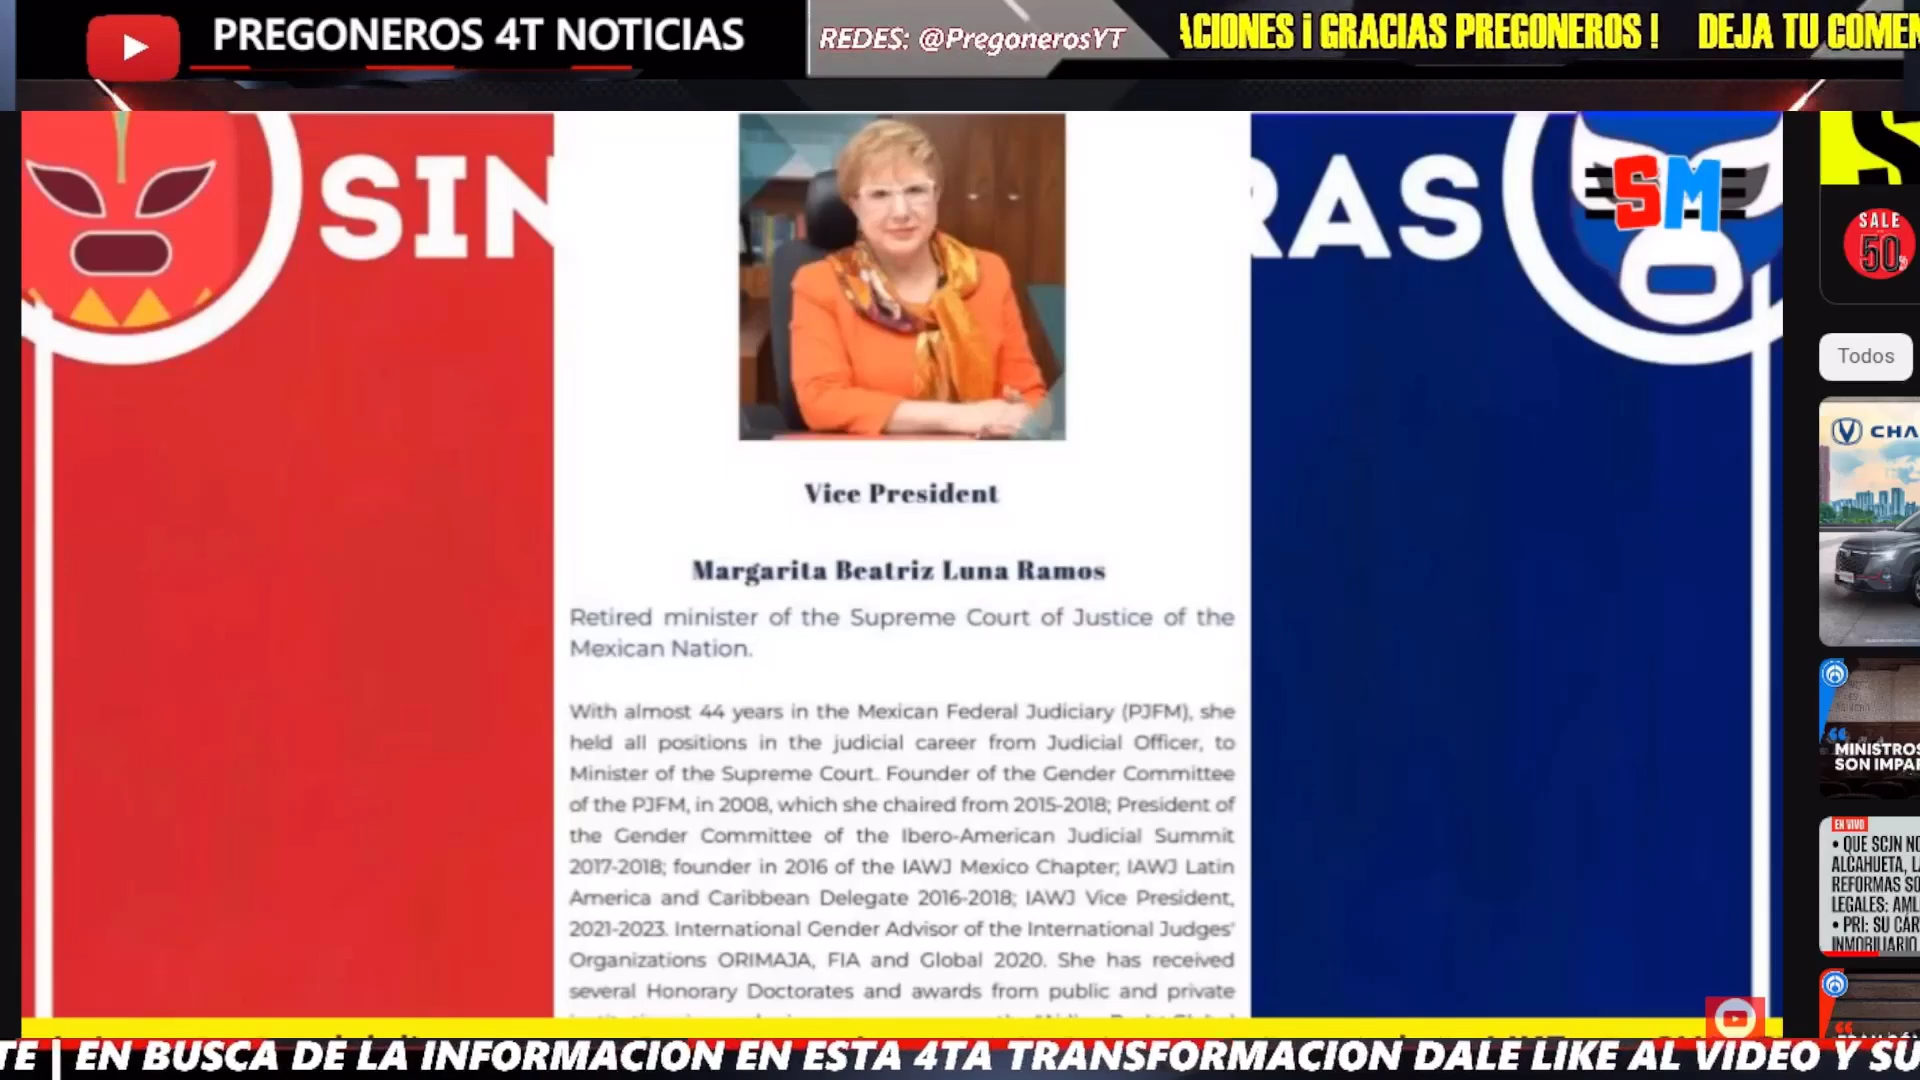 PREGONEROS 4T NOTICIAS
REDES: @PregonerosYT
ACIONES ¡ GRACIAS PREGONEROS !
DEJA TU COMEN
SIN
RAS
SM
SALE
50%
Todos
CHA
Vice President
Margarita Beatriz Luna Ramos
Retired minister of the Supreme Court of Justice of the
Mexican Nation.
With almost 44 years in the Mexican Federal Judiciary (PJFM), she
held all positions in the judicial career from Judicial Officer, to
Minister of the Supreme Court. Founder of the Gender Committee
of the PJFM, in 2008, which she chaired from 2015-2018; President of
the Gender Committee of the Ibero-American Judicial Summit
2017-2018; founder in 2016 of the IAWJ Mexico Chapter; IAWJ Latin
America and Caribbean Delegate 2016-2018; IAWJ Vice President,
2021-2023. International Gender Advisor of the International Judges'
Organizations ORIMAJA, FIA and Global 2020. She has received
several Honorary Doctorates and awards from public and private
MINISTROS
SON IMPAR
EN VIVO
• QUE SCJN NO
ALCAHUETA, LA
REFORMAS SO
LEGALES: AML
• PRI: SU CÁR
INMOBILIARIO
TE | EN BUSCA DE LA INFORMACION EN ESTA 4TA TRANSFORMACION DALE LIKE AL VIDEO Y SU